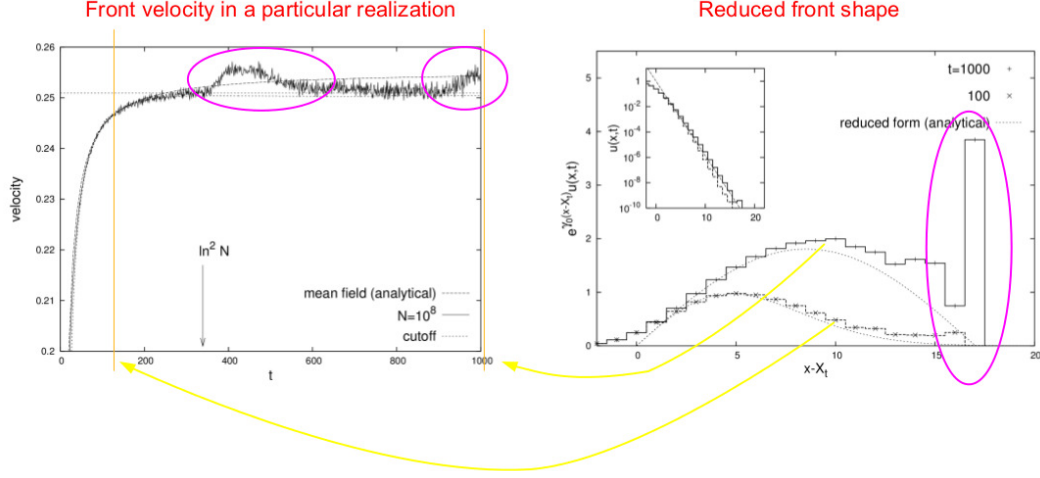 Front velocity in a particular realization
Reduced front shape
0.26
0.25
0.24
0.23
0.22
0.21
0.2
velocity
ln² N
mean field (analytical)
N=10⁸
cutoff
0
200
400
600
800
1000
t
5
4
3
2
1
0
e^γ₀(x-Xₜ)u(x,t)
t=1000
100
reduced form (analytical)
1
10⁻²
10⁻⁴
10⁻⁶
10⁻⁸
10⁻¹⁰
u(x,t)
0
10
20
0
5
10
15
20
x-Xₜ